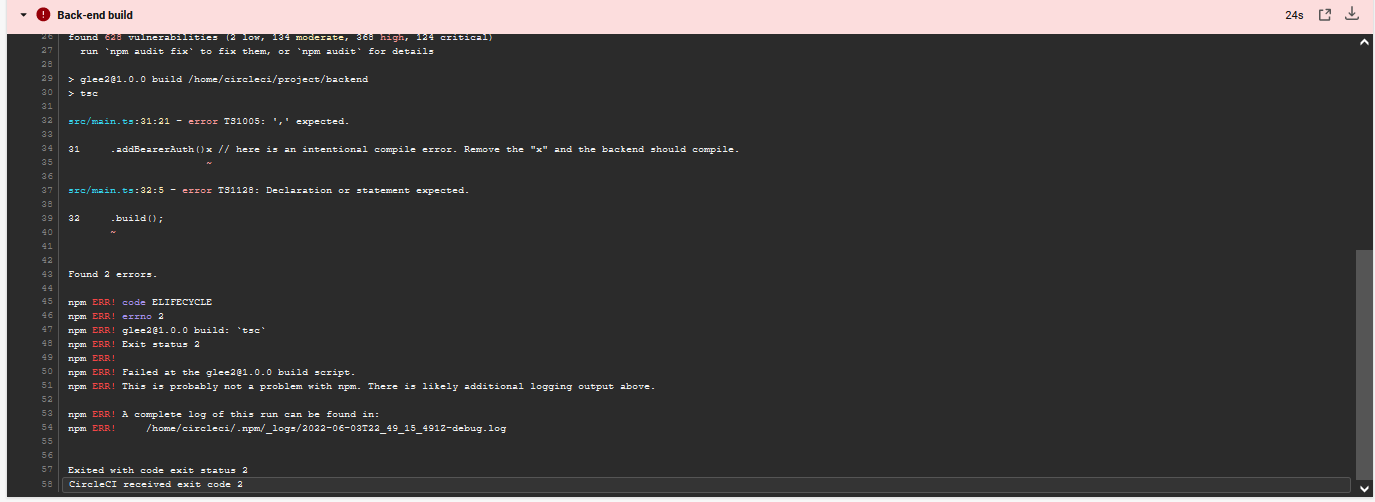 Back-end build 24s
26 found 628 vulnerabilities (2 low, 134 moderate, 368 high, 124 critical)
27 run `npm audit fix` to fix them, or `npm audit` for details
28
29 > glee2@1.0.0 build /home/circleci/project/backend
30 > tsc
31
32 src/main.ts:31:21 - error TS1005: ',' expected.
33
34 31 .addBearerAuth()x // here is an intentional compile error. Remove the "x" and the backend should compile.
35 ~
36
37 src/main.ts:32:5 - error TS1128: Declaration or statement expected.
38
39 32 .build();
40 ~
41
42
43 Found 2 errors.
44
45 npm ERR! code ELIFECYCLE
46 npm ERR! errno 2
47 npm ERR! glee2@1.0.0 build: `tsc`
48 npm ERR! Exit status 2
49 npm ERR!
50 npm ERR! Failed at the glee2@1.0.0 build script.
51 npm ERR! This is probably not a problem with npm. There is likely additional logging output above.
52
53 npm ERR! A complete log of this run can be found in:
54 npm ERR! /home/circleci/.npm/_logs/2022-06-03T22_49_15_491Z-debug.log
55
56
57 Exited with code exit status 2
58 CircleCI received exit code 2